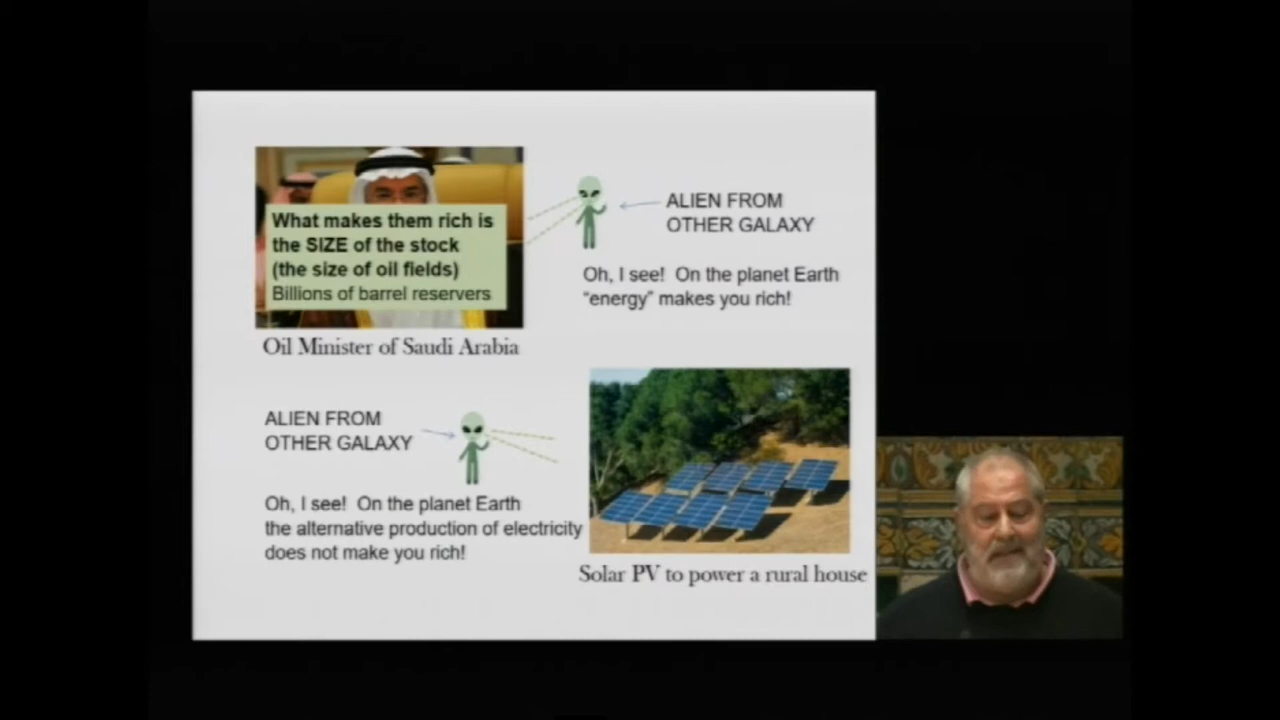 What makes them rich is
the SIZE of the stock
(the size of oil fields)
Billions of barrel reservers
Oil Minister of Saudi Arabia
ALIEN FROM
OTHER GALAXY
Oh, I see! On the planet Earth
“energy” makes you rich!
ALIEN FROM
OTHER GALAXY
Oh, I see! On the planet Earth
the alternative production of electricity
does not make you rich!
Solar PV to power a rural house